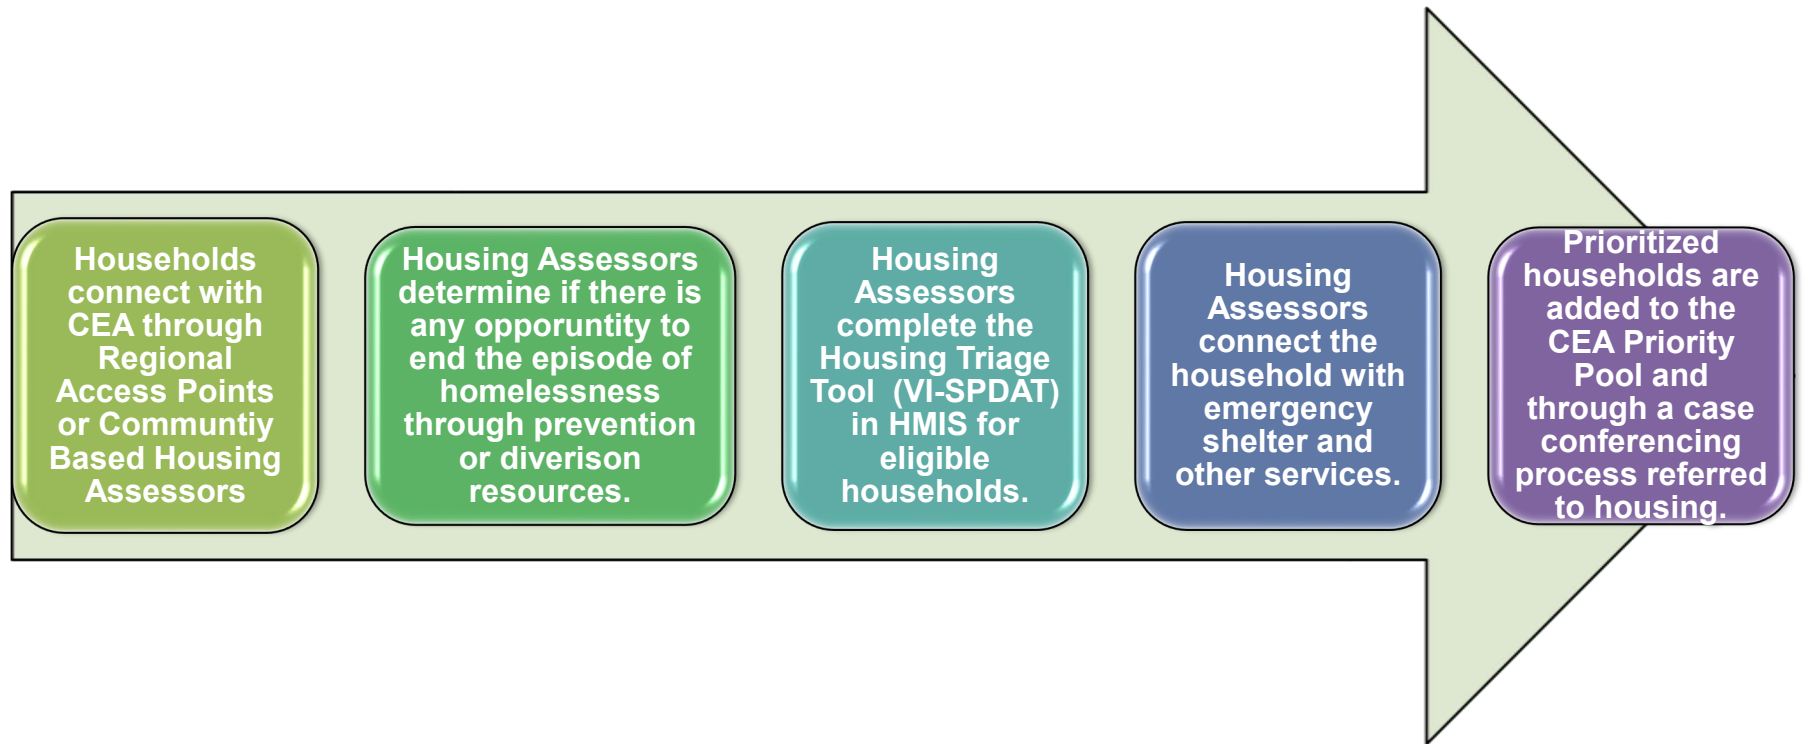 Households
connect with
CEA through
Regional
Access Points
or Communtiy
Based Housing
Assessors
Housing Assessors
determine if there is
any opporuntity to
end the episode of
homelessness
through prevention
or diverison
resources.
Housing
Assessors
complete the
Housing Triage
Tool (VI-SPDAT)
in HMIS for
eligible
households.
Housing
Assessors
connect the
household with
emergency
shelter and
other services.
Prioritized
households are
added to the
CEA Priority
Pool and
through a case
conferencing
process referred
to housing.